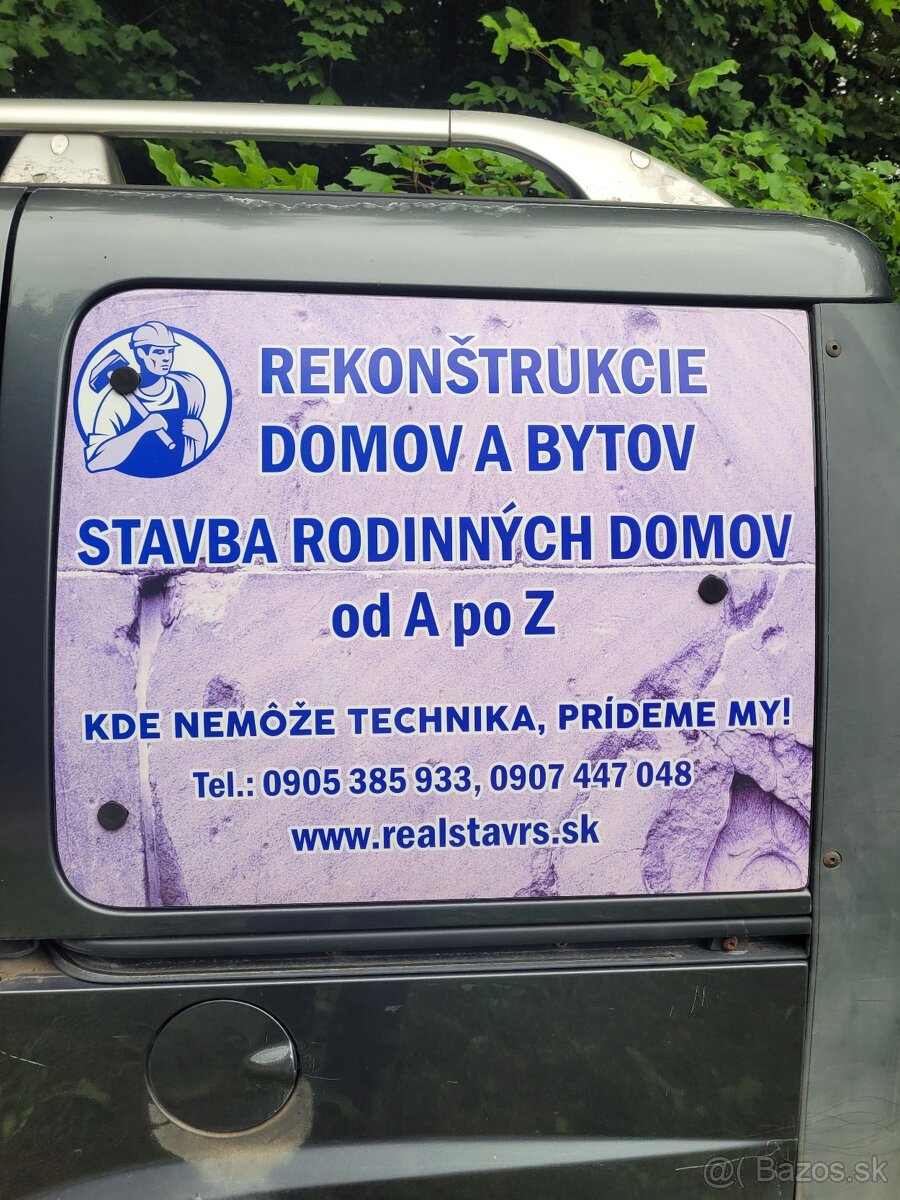 REKONŠTRUKCIE
DOMOV A BYTOV
STAVBA RODINNÝCH DOMOV
od A po Z
KDE NEMÔŽE TECHNIKA, PRÍDEME MY!
Tel.: 0905 385 933, 0907 447 048
www.realstavrs.sk
@( Bazos.sk